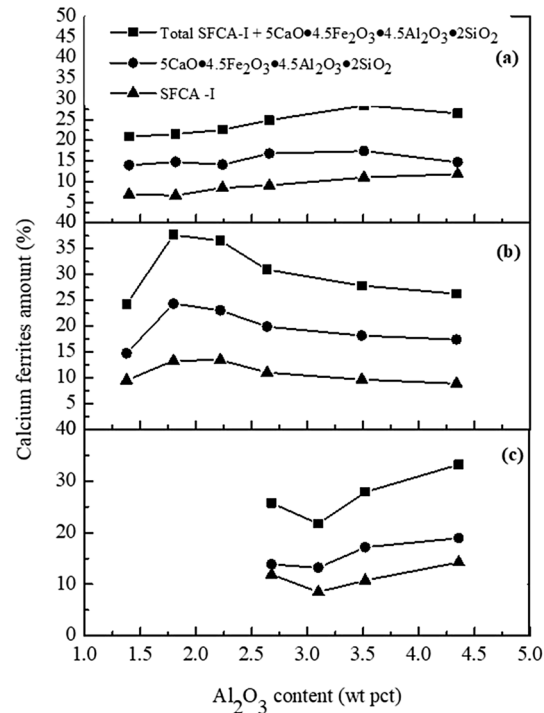 50
45
40
35
30
25
20
15
10
5
40
Total SFCA-I + 5CaO●4.5Fe₂O₃●4.5Al₂O₃●2SiO₂
5CaO●4.5Fe₂O₃●4.5Al₂O₃●2SiO₂
SFCA -I
(a)
35
30
25
20
15
10
5
40
(b)
30
20
10
0
(c)
Calcium ferrites amount (%)
1.0 1.5 2.0 2.5 3.0 3.5 4.0 4.5 5.0
Al₂O₃ content (wt pct)